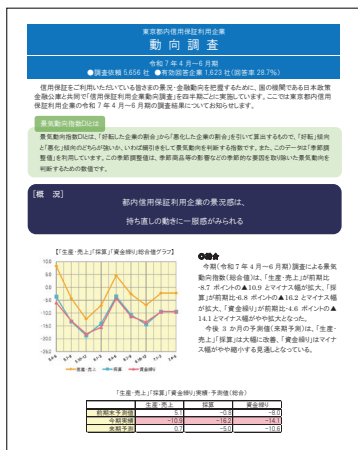 東京都内信用保証利用企業
動 向 調 査
令和７年４月～６月期
●調査依頼 5,656 社 ●有効回答企業 1,623 社(回答率 28.7%)
信用保証をご利用いただいている皆さまの景況・金融動向を把握するために、国の機関である日本政策
金融公庫と共同で「信用保証利用企業動向調査」を四半期ごとに実施しています。ここでは東京都内信用
保証利用企業の令和７年４月～６月期の調査結果についてお知らせします。
景気動向指数DIとは
景気動向指数DIは、「好転した企業の割合」から「悪化した企業の割合」を引いて算出するもので、「好転」傾向
と「悪化」傾向のどちらが強いか、いわば綱引きをして景気動向を判断する指数です。また、このデータは「季節調
整値」を利用しています。この季節調整値は、季節商品等の影響などの季節的な要因を取り除いた景気動向を
判断するための数値です。
[概 況]
都内信用保証利用企業の景況感は、
持ち直しの動きに一服感がみられる
【「生産・売上」「採算」「資金繰り」総合値グラフ】
生産・売上 採算 資金繰り
◎総合
今期(令和７年４月～６月期)調査による景気
動向指数(総合値)は、「生産・売上」が前期比
-8.7 ポイントの▲10.9 とマイナス幅が拡大、「採
算」が前期比-6.8 ポイントの▲16.2 とマイナス幅
が拡大、「資金繰り」が前期比-4.6 ポイントの▲
14.1 とマイナス幅がやや拡大となった。
今後３か月の予測値(来期予測)は、「生産・
売上」「採算」は大幅に改善、「資金繰り」はマイナ
ス幅がやや縮小する見通しとなっている。
「生産・売上」「採算」「資金繰り」実績・予測値(総合)
生産・売上 採算 資金繰り
前期末予測値 5.1 -0.8 -8.0
今期実績 -10.9 -16.2 -14.1
来期予測 0.7 -5.0 -10.6